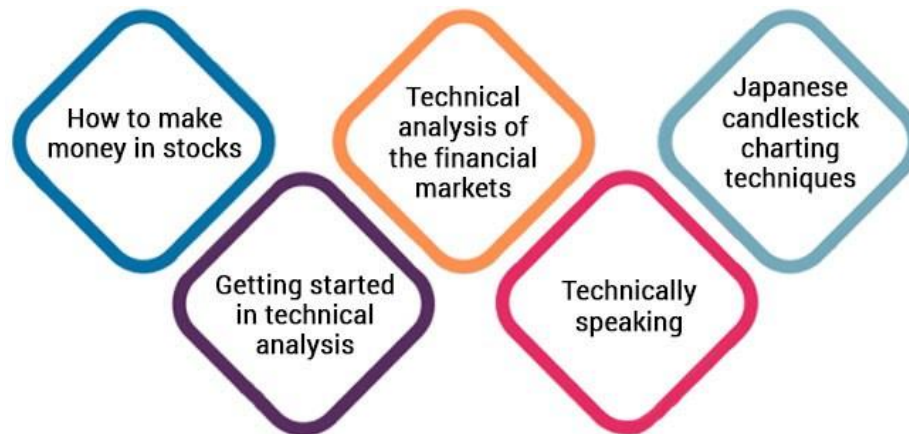 How to make
money in stocks
Getting started
in technical
analysis
Technical
analysis of
the financial
markets
Technically
speaking
Japanese
candlestick
charting
techniques